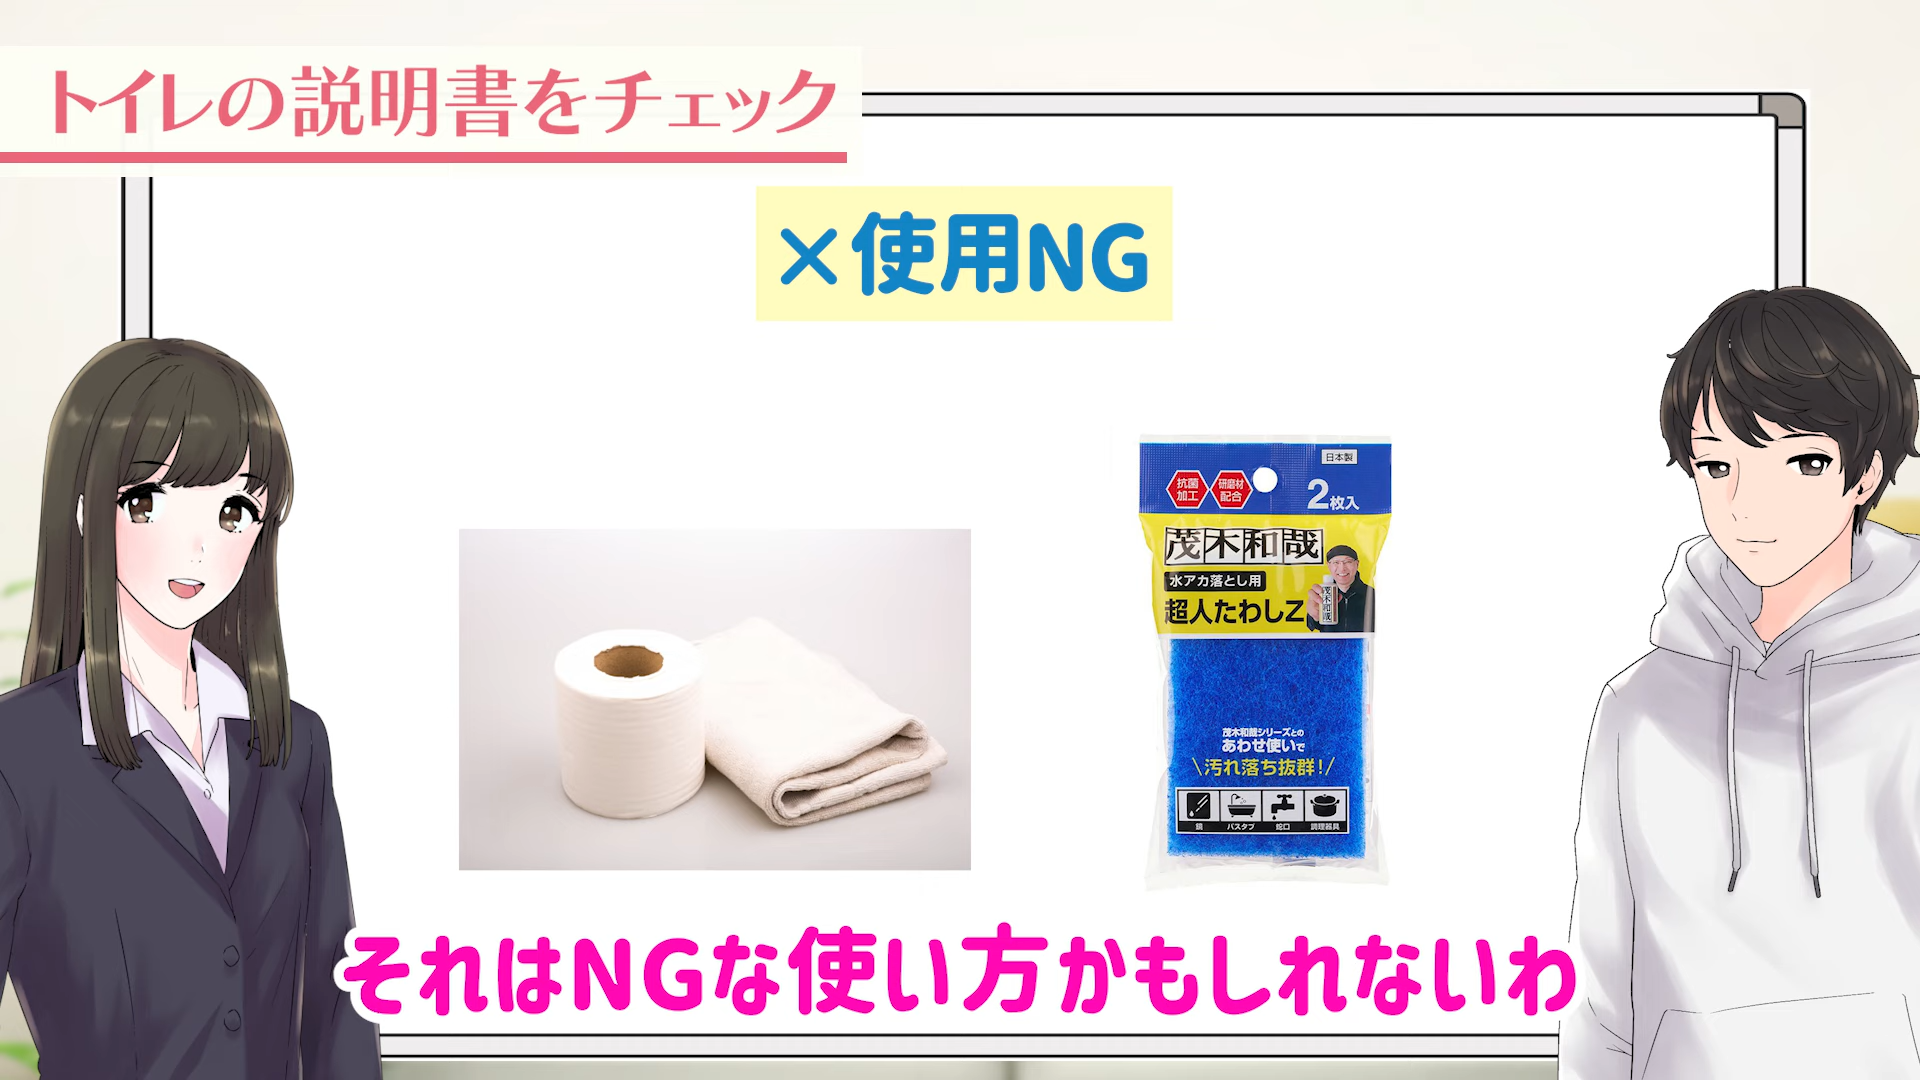 トイレの説明書をチェック
×使用NG
日本製
抗菌加工
研磨材配合
2枚入
茂木和哉
水アカ落とし用
超人たわしZ
茂木和哉
茂木和哉シリーズとの
あわせ使いで
\汚れ落ち抜群!/
鏡 バスタブ 蛇口 調理器具
それはNGな使い方かもしれないわ